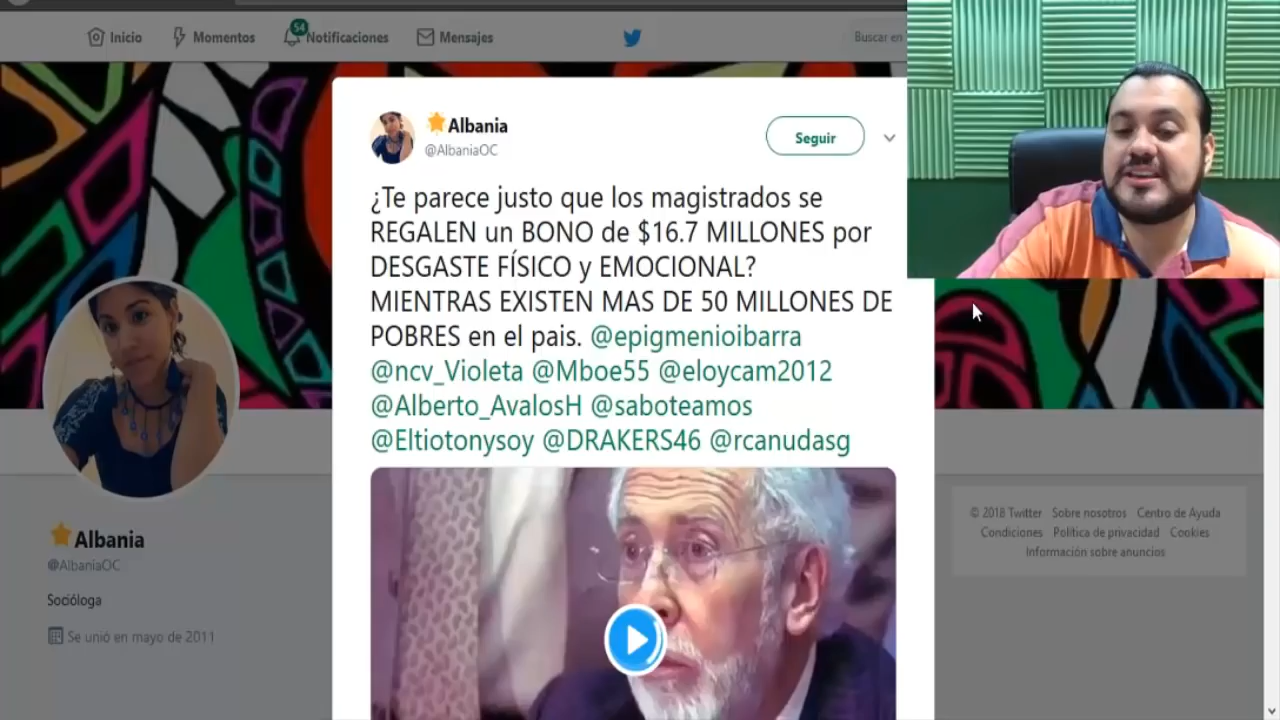 Inicio
Momentos
54
Notificaciones
Mensajes
Buscar en
Albania
@AlbaniaOC
Seguir
¿Te parece justo que los magistrados se
REGALEN un BONO de $16.7 MILLONES por
DESGASTE FÍSICO y EMOCIONAL?
MIENTRAS EXISTEN MAS DE 50 MILLONES DE
POBRES en el pais. @epigmenioibarra
@ncv_Violeta @Mboe55 @eloycam2012
@Alberto_AvalosH @saboteamos
@Eltiotonysoy @DRAKERS46 @rcanudasg
Albania
@AlbaniaOC
Socióloga
Se unió en mayo de 2011
© 2018 Twitter Sobre nosotros Centro de Ayuda
Condiciones Política de privacidad Cookies
Información sobre anuncios